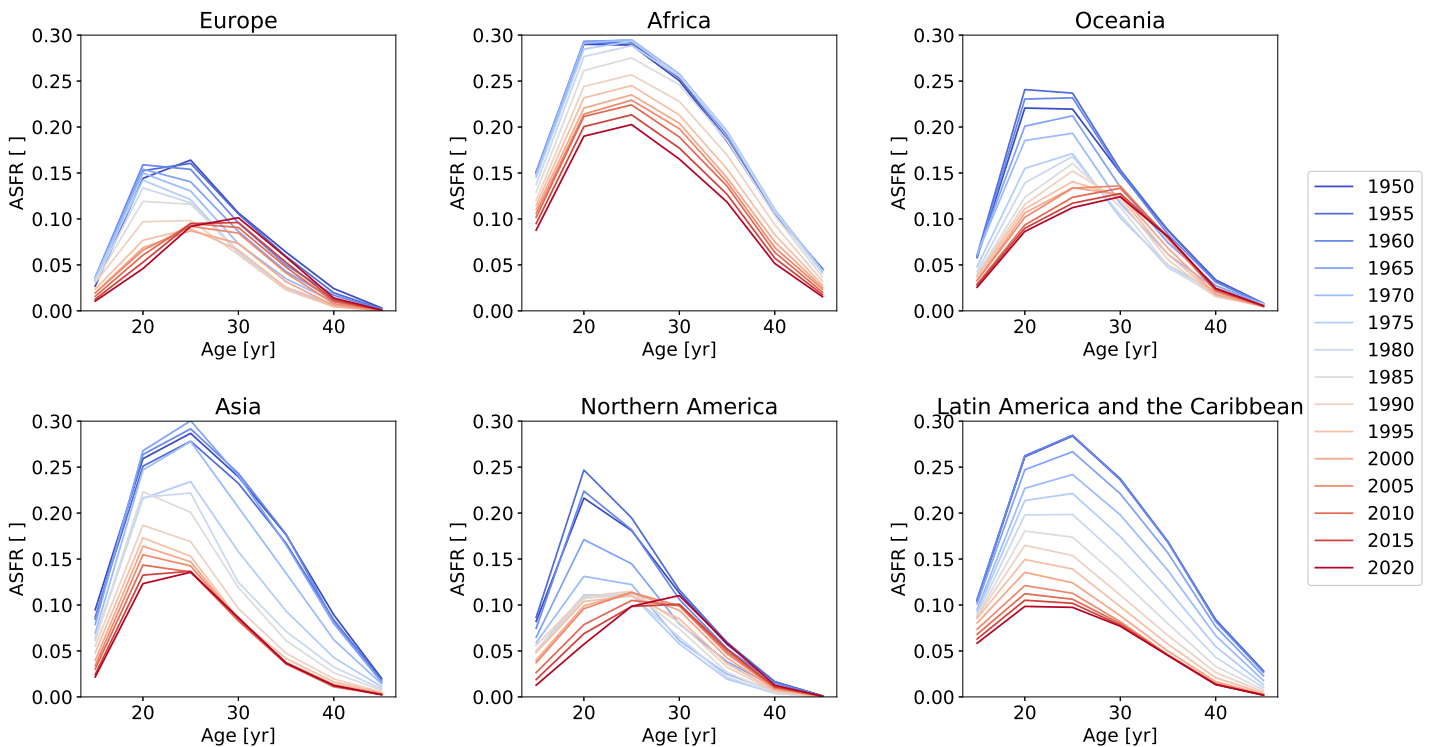 Europe
0.30
0.25
0.20
0.15
0.10
0.05
0.00
ASFR [ ]
20 30 40
Age [yr]
Africa
0.30
0.25
0.20
0.15
0.10
0.05
0.00
ASFR [ ]
20 30 40
Age [yr]
Oceania
0.30
0.25
0.20
0.15
0.10
0.05
0.00
ASFR [ ]
20 30 40
Age [yr]
Asia
0.30
0.25
0.20
0.15
0.10
0.05
0.00
ASFR [ ]
20 30 40
Age [yr]
Northern America
0.30
0.25
0.20
0.15
0.10
0.05
0.00
ASFR [ ]
20 30 40
Age [yr]
Latin America and the Caribbean
0.30
0.25
0.20
0.15
0.10
0.05
0.00
ASFR [ ]
20 30 40
Age [yr]
1950
1955
1960
1965
1970
1975
1980
1985
1990
1995
2000
2005
2010
2015
2020